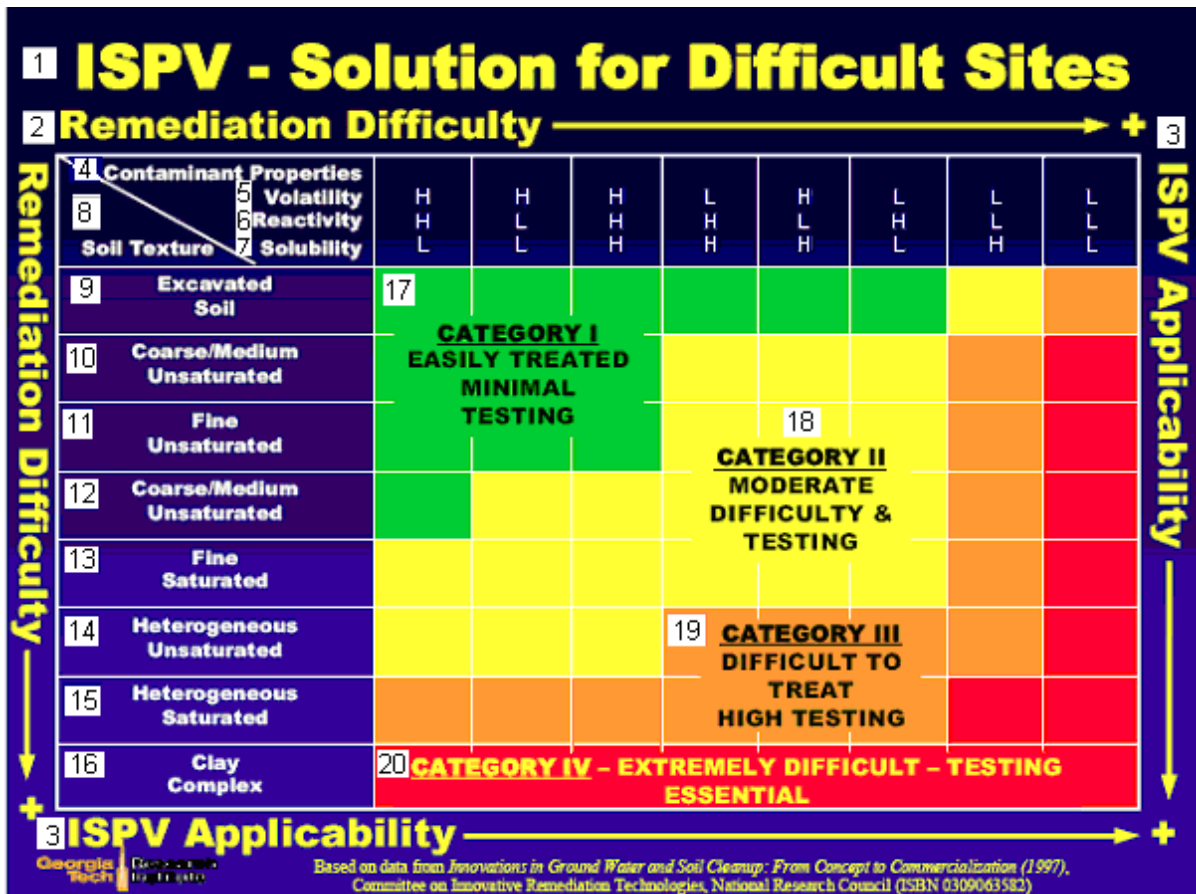 1 ISPV - Solution for Difficult Sites
2 Remediation Difficulty +
3
Remediation Difficulty +
ISPV Applicability +
4 Contaminant Properties
5 Volatility H H H L H L L L
6 Reactivity H L H H L H L L
8
Soil Texture 7 Solubility L L H H H L H L
9 Excavated
Soil
17
10 Coarse/Medium
Unsaturated
CATEGORY I
EASILY TREATED
MINIMAL
TESTING
11 Fine
Unsaturated
18
CATEGORY II
MODERATE
DIFFICULTY &
TESTING
12 Coarse/Medium
Unsaturated
13 Fine
Saturated
14 Heterogeneous
Unsaturated
19 CATEGORY III
DIFFICULT TO
TREAT
HIGH TESTING
15 Heterogeneous
Saturated
16 Clay
Complex
20 CATEGORY IV – EXTREMELY DIFFICULT – TESTING
ESSENTIAL
3 ISPV Applicability +
Georgia Tech
Research
Institute
Based on data from Innovations in Ground Water and Soil Cleanup: From Concept to Commercialization (1997),
Committee on Innovative Remediation Technologies, National Research Council (ISBN 0309063582)